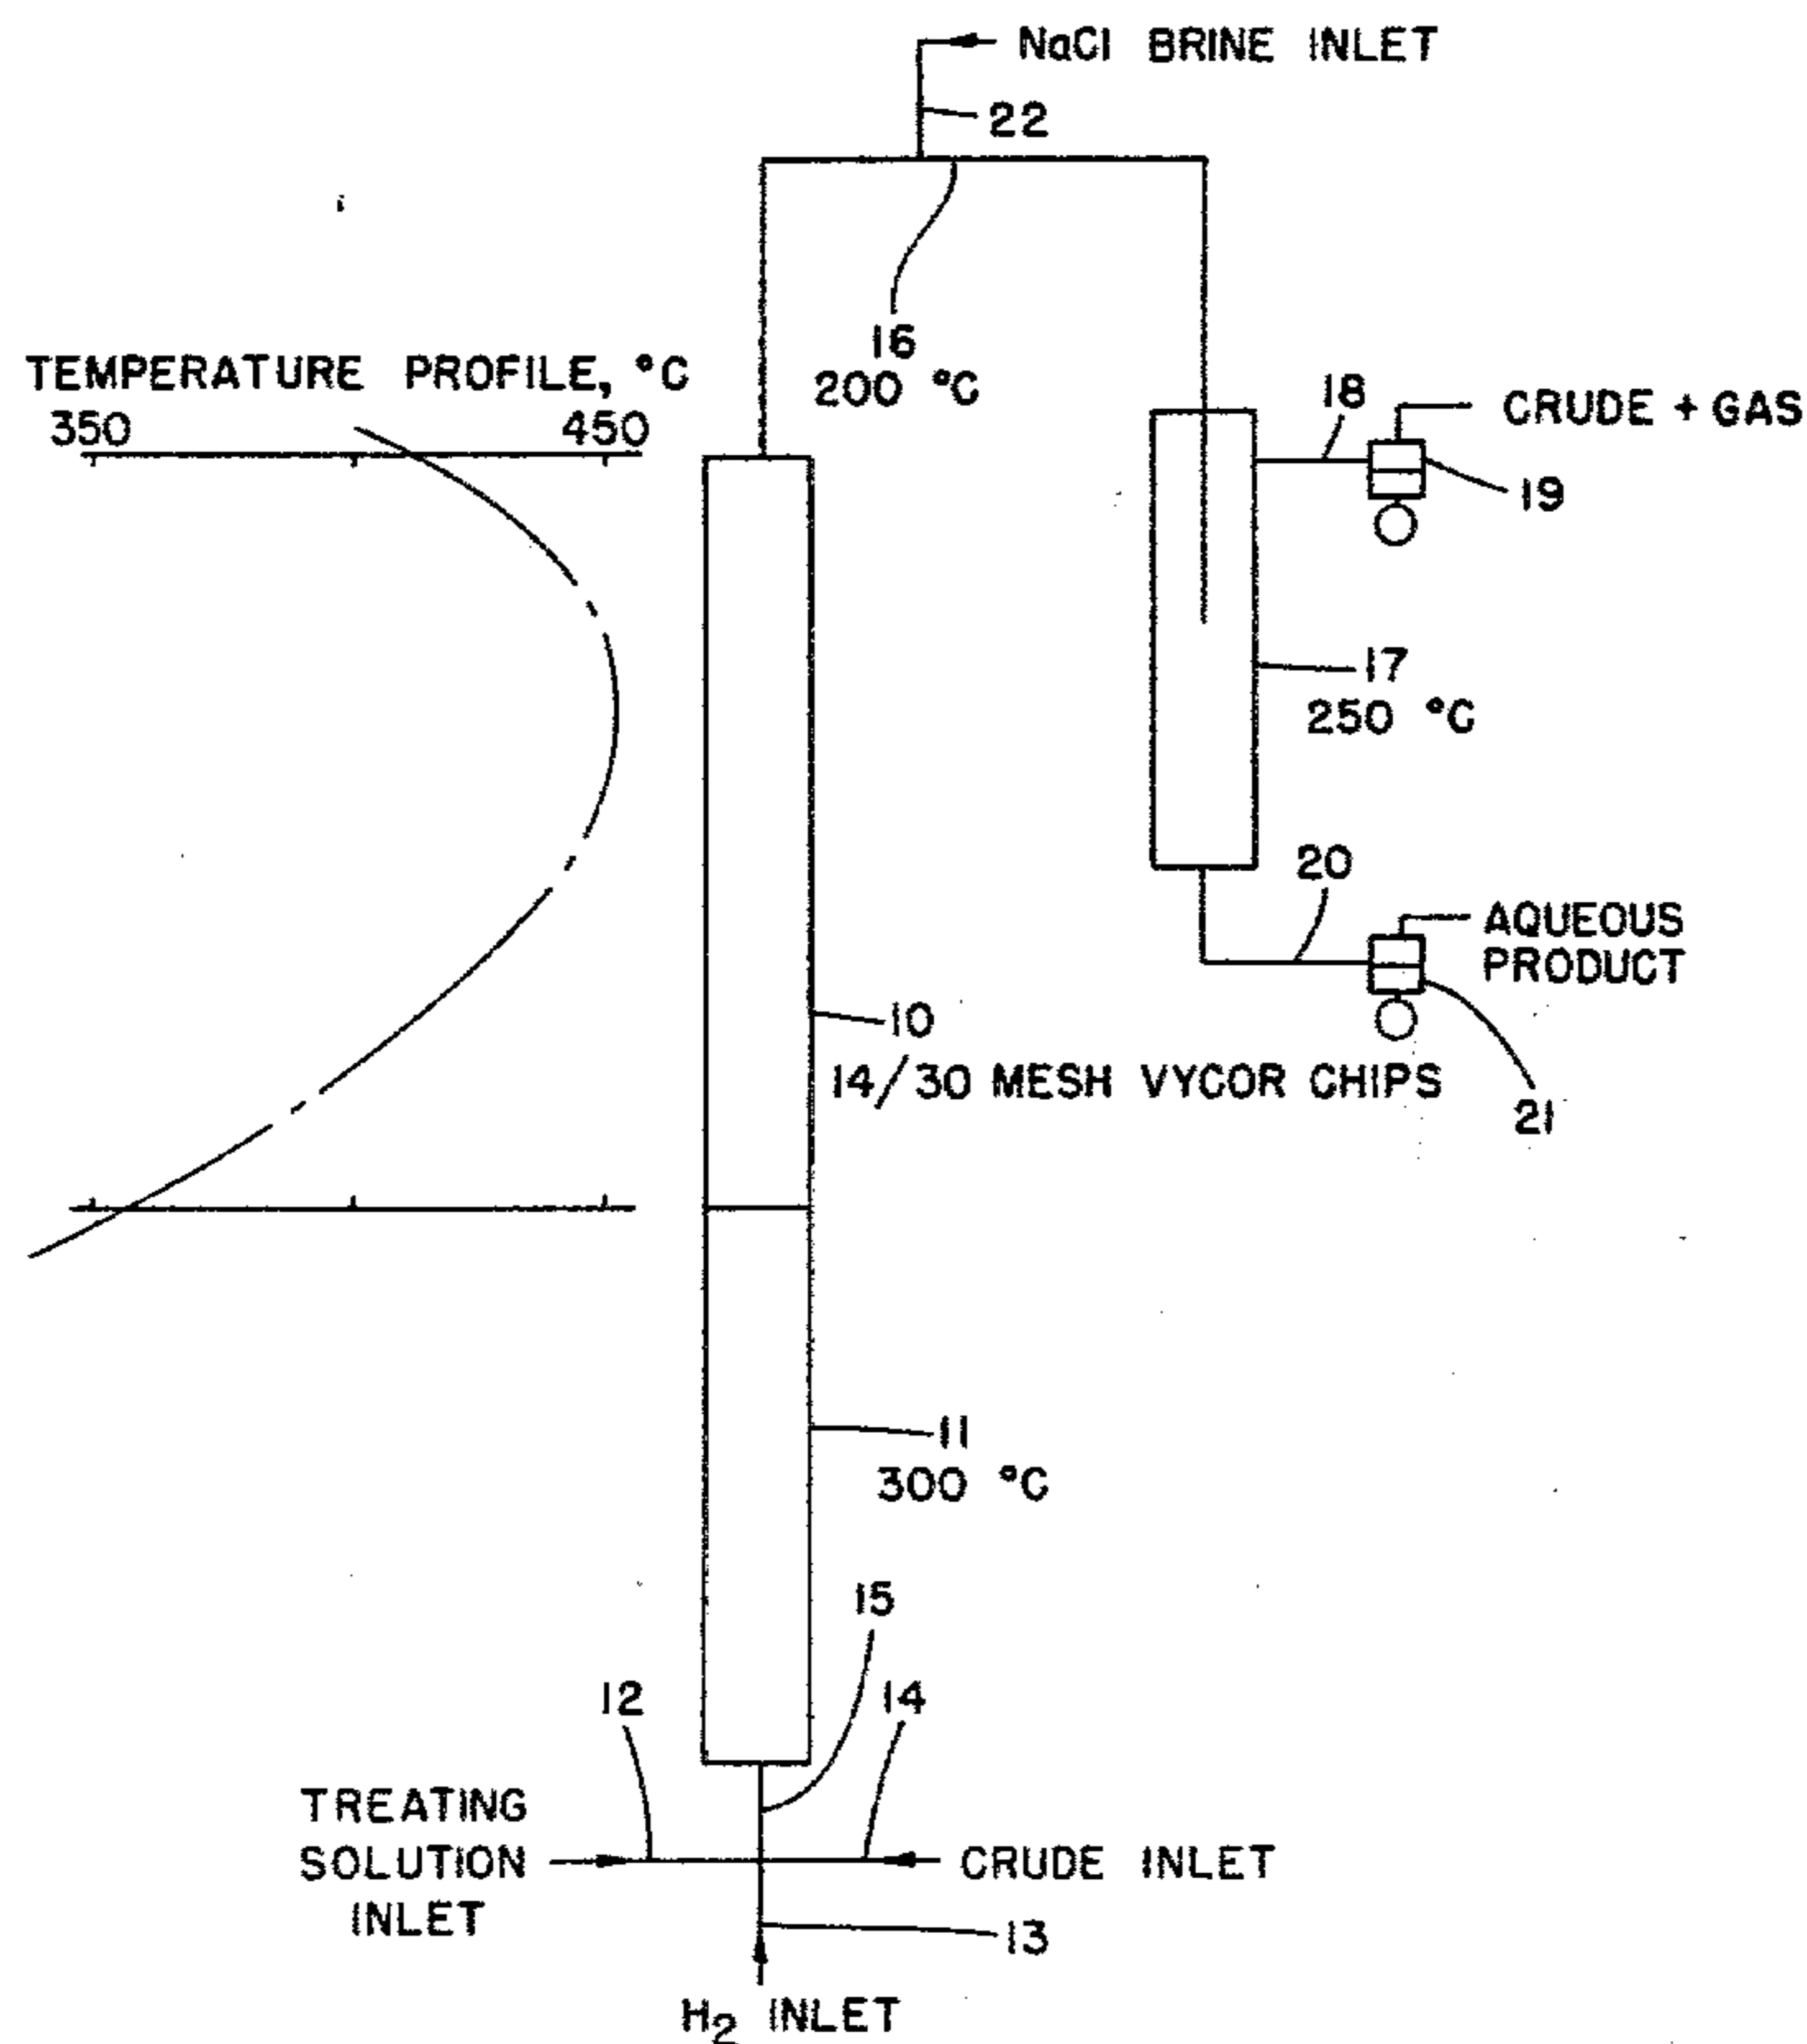 NaCl BRINE INLET
22
16
200 °C
TEMPERATURE PROFILE, °C
350 450
18
CRUDE + GAS
19
17
250 °C
20
AQUEOUS
PRODUCT
10
14/30 MESH VYCOR CHIPS
21
11
300 °C
15
12
14
TREATING
SOLUTION
INLET
CRUDE INLET
13
H2 INLET